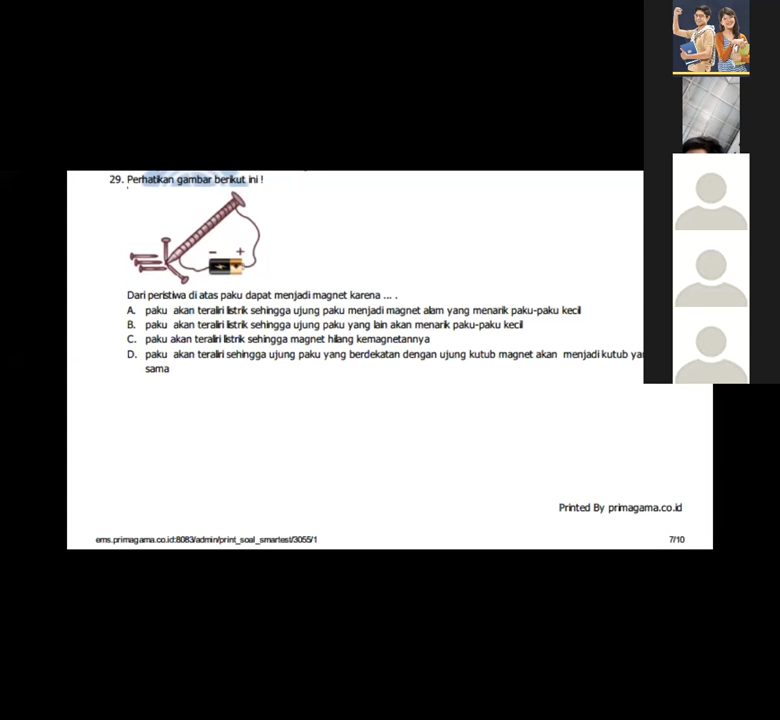 29. Perhatikan gambar berikut ini !
- +
Dari peristiwa di atas paku dapat menjadi magnet karena ... .
A. paku akan teraliri listrik sehingga ujung paku menjadi magnet alam yang menarik paku-paku kecil
B. paku akan teraliri listrik sehingga ujung paku yang lain akan menarik paku-paku kecil
C. paku akan teraliri listrik sehingga magnet hilang kemagnetannya
D. paku akan teraliri sehingga ujung paku yang berdekatan dengan ujung kutub magnet akan menjadi kutub
sama
Printed By primagama.co.id
ems.primagama.co.id:8083/admin/print_soal_smartest/3055/1
7/10